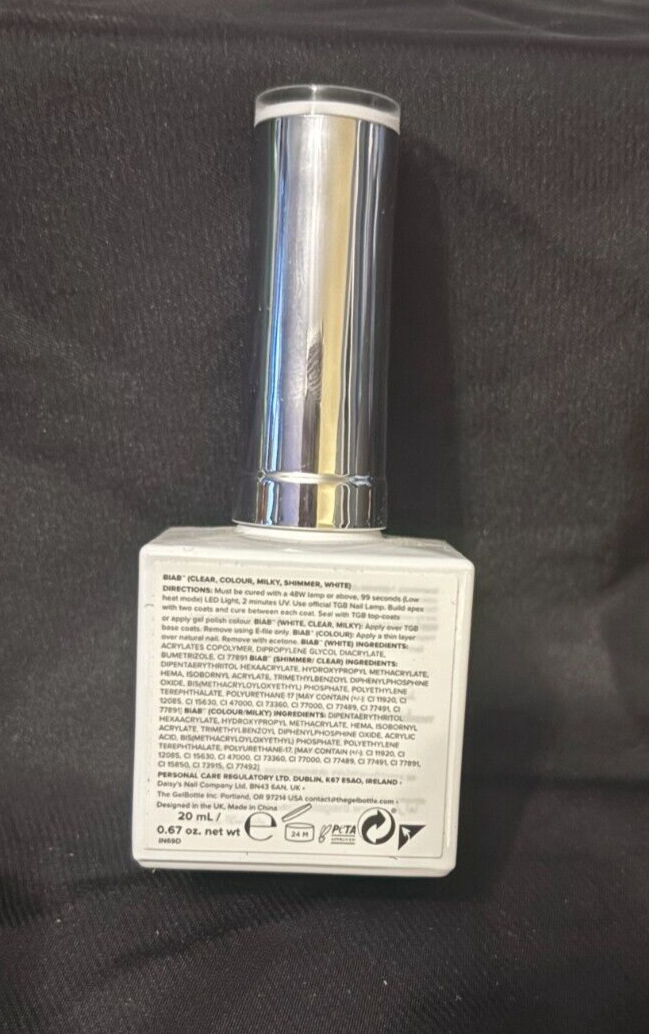 BIAB™ (CLEAR, COLOUR, MILKY, SHIMMER, WHITE)
DIRECTIONS: Must be cured with a 48W lamp or above, 99 seconds (Low
heat mode) LED Light, 2 minutes UV. Use official TGB Nail Lamp. Build apex
with two coats and cure between each coat. Seal with TGB top-coats
or apply gel polish colour. BIAB™ (WHITE, CLEAR, MILKY): Apply over TGB
base coats. Remove using E-file only. BIAB™ (COLOUR): Apply a thin layer
over natural nail. Remove with acetone. BIAB™ (WHITE) INGREDIENTS:
ACRYLATES COPOLYMER, DIPROPYLENE GLYCOL DIACRYLATE,
BUMETRIZOLE, CI 77891 BIAB™ (SHIMMER/ CLEAR) INGREDIENTS:
DIPENTAERYTHRITOL HEXAACRYLATE, HYDROXYPROPYL METHACRYLATE,
HEMA, ISOBORNYL ACRYLATE, TRIMETHYLBENZOYL DIPHENYLPHOSPHINE
OXIDE, BIS(METHACRYLOYLOXYETHYL) PHOSPHATE, POLYETHYLENE
TEREPHTHALATE, POLYURETHANE-17 [MAY CONTAIN (+/-): CI 11920, CI
12085, CI 15630, CI 47000, CI 73360, CI 77000, CI 77489, CI 77491, CI
77891] BIAB™ (COLOUR/MILKY) INGREDIENTS: DIPENTAERYTHRITOL
HEXAACRYLATE, HYDROXYPROPYL METHACRYLATE, HEMA, ISOBORNYL
ACRYLATE, TRIMETHYLBENZOYL DIPHENYLPHOSPHINE OXIDE, ACRYLIC
ACID, BIS(METHACRYLOYLOXYETHYL) PHOSPHATE, POLYETHYLENE
TEREPHTHALATE, POLYURETHANE-17. [MAY CONTAIN (+/-): CI 11920, CI
12085, CI 15630, CI 47000, CI 73360, CI 77000, CI 77489, CI 77491, CI 77891,
CI 15850, CI 73915, CI 77492]
PERSONAL CARE REGULATORY LTD. DUBLIN, K67 E5AO, IRELAND •
Daisy's Nail Company Ltd. BN43 6AN, UK •
The GelBottle Inc. Portland, OR 97214 USA contact@thegelbottle.com •
Designed in the UK, Made in China
20 mL /
0.67 oz. net wt
24 M
PETA
APPROVED
IN69D